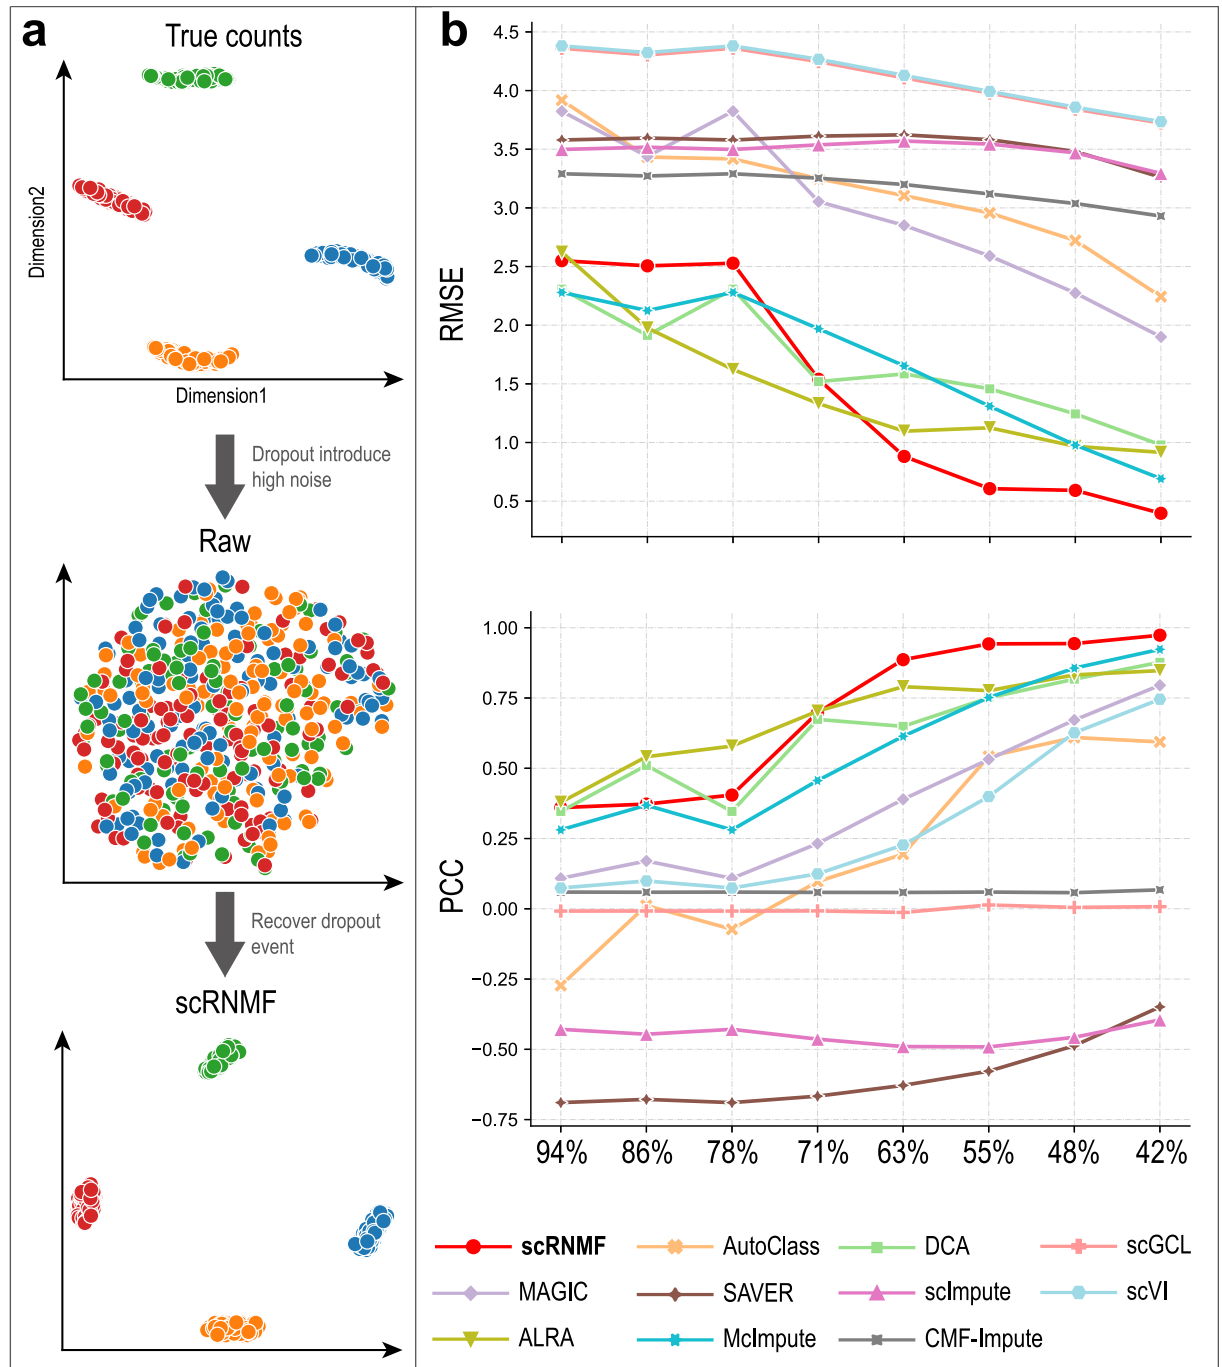 a
True counts
Dimension2
Dimension1
Dropout introduce
high noise
Raw
Recover dropout
event
scRNMF
b
RMSE
4.5
4.0
3.5
3.0
2.5
2.0
1.5
1.0
0.5
PCC
1.00
0.75
0.50
0.25
0.00
−0.25
−0.50
−0.75
94% 86% 78% 71% 63% 55% 48% 42%
scRNMF AutoClass DCA scGCL
MAGIC SAVER scImpute scVI
ALRA McImpute CMF-Impute